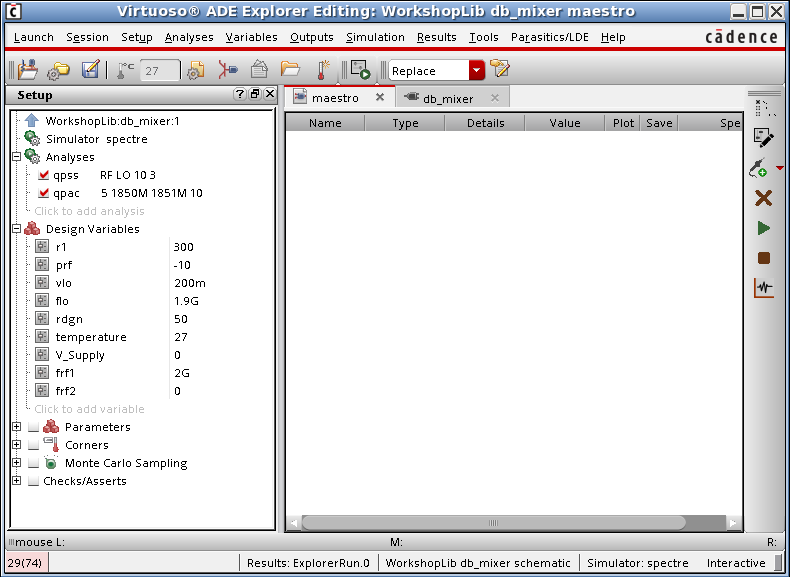 Virtuoso® ADE Explorer Editing: WorkshopLib db_mixer maestro
Launch Session Setup Analyses Variables Outputs Simulation Results Tools Parasitics/LDE Help
cādence
27
Replace
Setup
maestro
db_mixer
Name Type Details Value Plot Save Spe
WorkshopLib:db_mixer:1
Simulator spectre
Analyses
qpss RF LO 10 3
qpac 5 1850M 1851M 10
Click to add analysis
Design Variables
r1 300
prf -10
vlo 200m
flo 1.9G
rdgn 50
temperature 27
V_Supply 0
frf1 2G
frf2 0
Click to add variable
Parameters
Corners
Monte Carlo Sampling
Checks/Asserts
mouse L: M: R:
29(74) Results: ExplorerRun.0 WorkshopLib db_mixer schematic Simulator: spectre Interactive